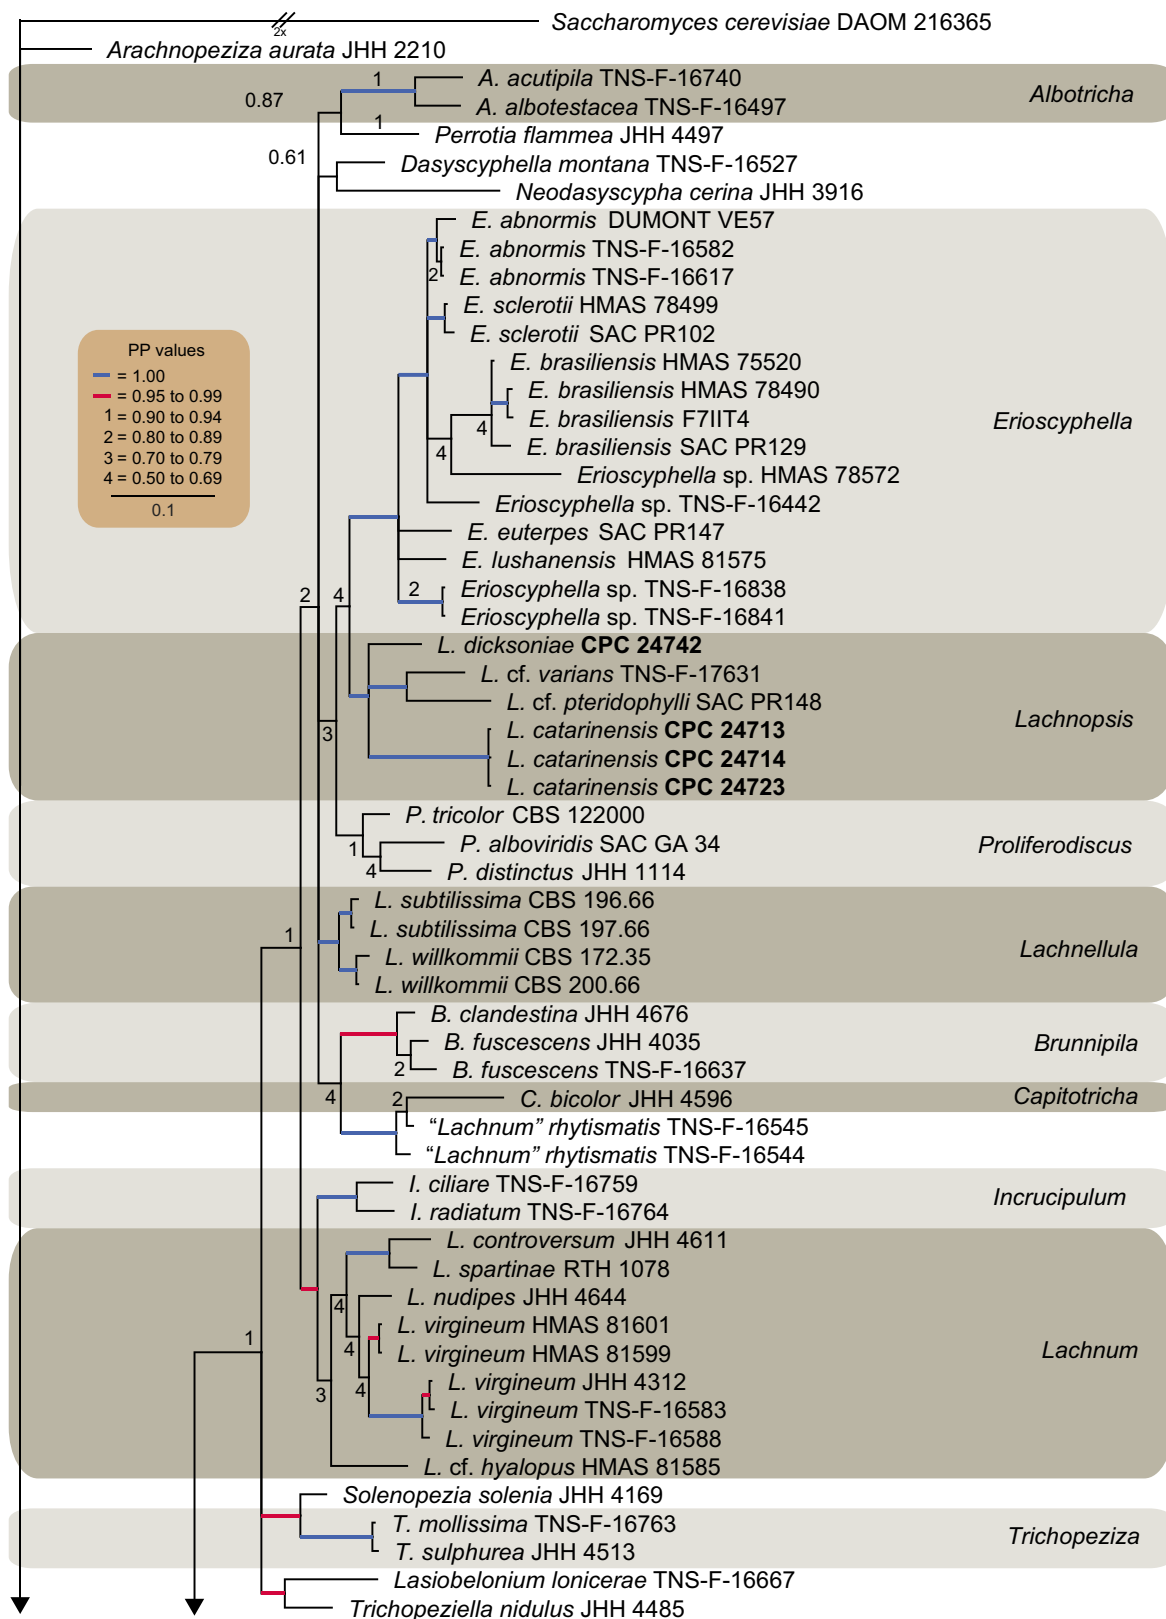 Saccharomyces cerevisiae DAOM 216365
2x
Arachnopeziza aurata JHH 2210
1
A. acutipila TNS-F-16740
0.87
Albotricha
A. albotestacea TNS-F-16497
1
Perrotia flammea JHH 4497
0.61
Dasyscyphella montana TNS-F-16527
Neodasyscypha cerina JHH 3916
E. abnormis DUMONT VE57
E. abnormis TNS-F-16582
2
E. abnormis TNS-F-16617
E. sclerotii HMAS 78499
E. sclerotii SAC PR102
PP values
= 1.00
= 0.95 to 0.99
1 = 0.90 to 0.94
2 = 0.80 to 0.89
3 = 0.70 to 0.79
4 = 0.50 to 0.69
0.1
E. brasiliensis HMAS 75520
E. brasiliensis HMAS 78490
E. brasiliensis F7IIT4
Erioscyphella
4
E. brasiliensis SAC PR129
4
Erioscyphella sp. HMAS 78572
Erioscyphella sp. TNS-F-16442
E. euterpes SAC PR147
E. lushanensis HMAS 81575
2
Erioscyphella sp. TNS-F-16838
2
4
Erioscyphella sp. TNS-F-16841
L. dicksoniae CPC 24742
L. cf. varians TNS-F-17631
L. cf. pteridophylli SAC PR148
Lachnopsis
3
L. catarinensis CPC 24713
L. catarinensis CPC 24714
L. catarinensis CPC 24723
P. tricolor CBS 122000
P. alboviridis SAC GA 34
Proliferodiscus
1
4
P. distinctus JHH 1114
L. subtilissima CBS 196.66
L. subtilissima CBS 197.66
1
Lachnellula
L. willkommii CBS 172.35
L. willkommii CBS 200.66
B. clandestina JHH 4676
B. fuscescens JHH 4035
Brunnipila
2
B. fuscescens TNS-F-16637
4
2
C. bicolor JHH 4596
Capitotricha
“Lachnum” rhytismatis TNS-F-16545
“Lachnum” rhytismatis TNS-F-16544
I. ciliare TNS-F-16759
Incrucipulum
I. radiatum TNS-F-16764
L. controversum JHH 4611
L. spartinae RTH 1078
4
L. nudipes JHH 4644
L. virgineum HMAS 81601
1
4
L. virgineum HMAS 81599
Lachnum
L. virgineum JHH 4312
3
4
L. virgineum TNS-F-16583
L. virgineum TNS-F-16588
L. cf. hyalopus HMAS 81585
Solenopezia solenia JHH 4169
T. mollissima TNS-F-16763
Trichopeziza
T. sulphurea JHH 4513
Lasiobelonium lonicerae TNS-F-16667
Trichopeziella nidulus JHH 4485